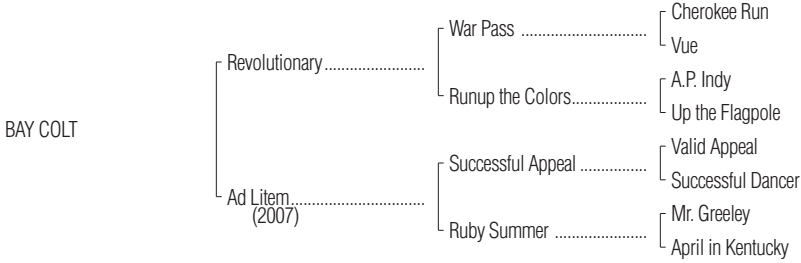 Cherokee Run
War Pass ..............................
Vue
Revolutionary........................
A.P. Indy
Runup the Colors..................
Up the Flagpole
BAY COLT
Valid Appeal
Successful Appeal ................
Successful Dancer
Ad Litem................................
(2007)
Mr. Greeley
Ruby Summer ......................
April in Kentucky